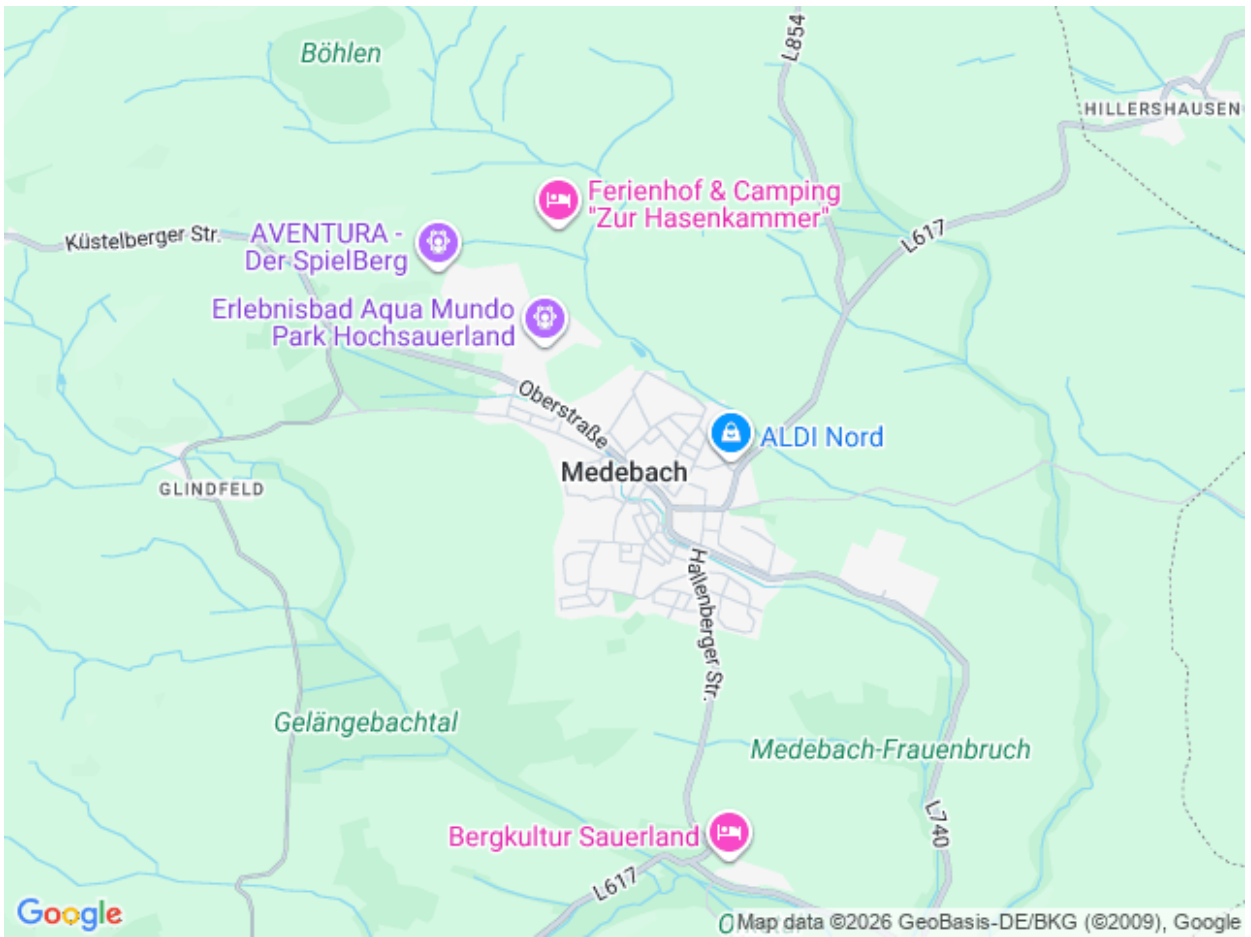 Böhlen
L854
HILLERSHAUSEN
Ferienhof & Camping
"Zur Hasenkammer"
Küstelberger Str.
AVENTURA -
Der SpielBerg
L617
Erlebnisbad Aqua Mundo
Park Hochsauerland
Oberstraße
ALDI Nord
Medebach
GLINDFELD
Hallenberger Str.
Gelängebachtal
Medebach-Frauenbruch
L740
Bergkultur Sauerland
L617
Google
Map data ©2026 GeoBasis-DE/BKG (©2009), Google